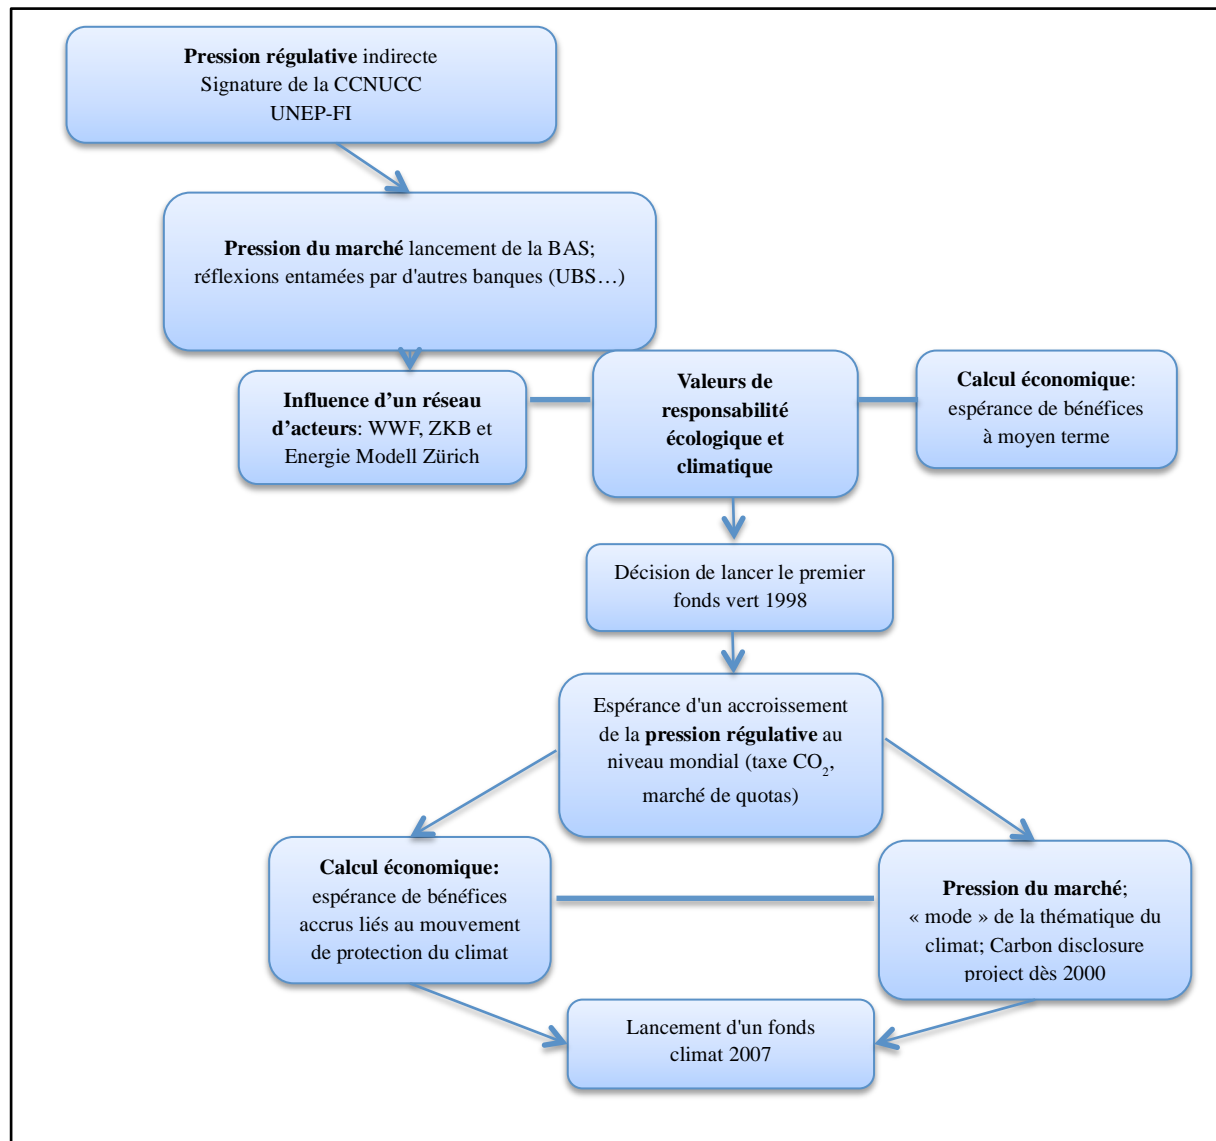 Pression régulative indirecte
Signature de la CCNUCC
UNEP-FI
Pression du marché lancement de la BAS;
réflexions entamées par d'autres banques (UBS…)
Influence d’un réseau
d’acteurs: WWF, ZKB et
Energie Modell Zürich
Valeurs de
responsabilité
écologique et
climatique
Calcul économique:
espérance de bénéfices
à moyen terme
Décision de lancer le premier
fonds vert 1998
Espérance d'un accroissement
de la pression régulative au
niveau mondial (taxe CO2,
marché de quotas)
Calcul économique:
espérance de bénéfices
accrus liés au mouvement
de protection du climat
Pression du marché;
« mode » de la thématique du
climat; Carbon disclosure
project dès 2000
Lancement d'un fonds
climat 2007